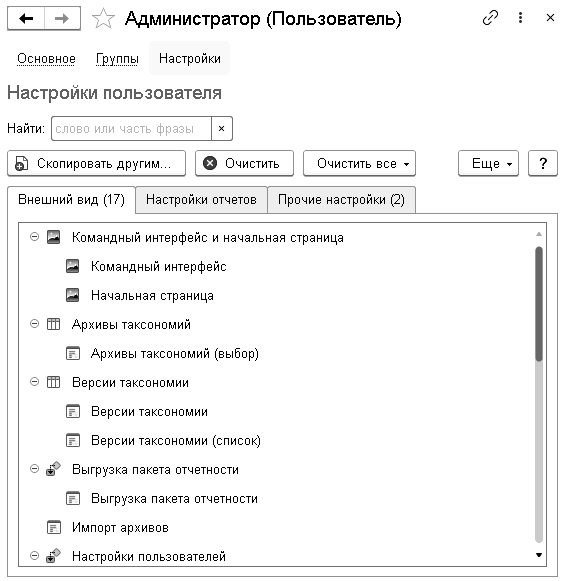 Администратор (Пользователь)
Основное Группы Настройки
Настройки пользователя
Найти: слово или часть фразы ×
Скопировать другим... Очистить Очистить все Еще ?
Внешний вид (17) Настройки отчетов Прочие настройки (2)
Командный интерфейс и начальная страница
Командный интерфейс
Начальная страница
Архивы таксономий
Архивы таксономий (выбор)
Версии таксономии
Версии таксономии
Версии таксономии (список)
Выгрузка пакета отчетности
Выгрузка пакета отчетности
Импорт архивов
Настройки пользователей